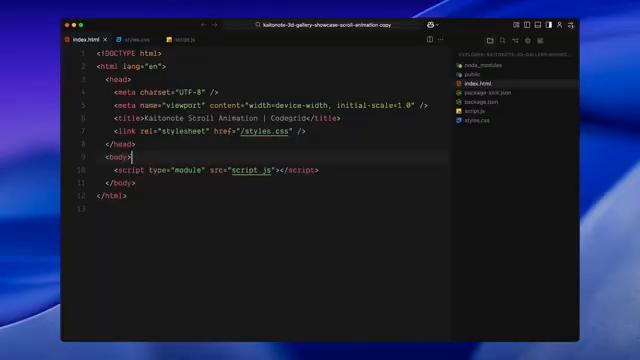 kaitonote-3d-gallery-showcase-scroll-animation copy
index.html
styles.css
script.js
1 <!DOCTYPE html>
2 <html lang="en">
3 <head>
4 <meta charset="UTF-8" />
5 <meta name="viewport" content="width=device-width, initial-scale=1.0" />
6 <title>Kaitonote Scroll Animation | Codegrid</title>
7 <link rel="stylesheet" href="/styles.css" />
8 </head>
9 <body>
10 <script type="module" src="script.js"></script>
11 </body>
12 </html>
13
EXPLORER: KAITONOTE-3D-GALLERY-SHOWC...
node_modules
public
index.html
package-lock.json
package.json
script.js
styles.css